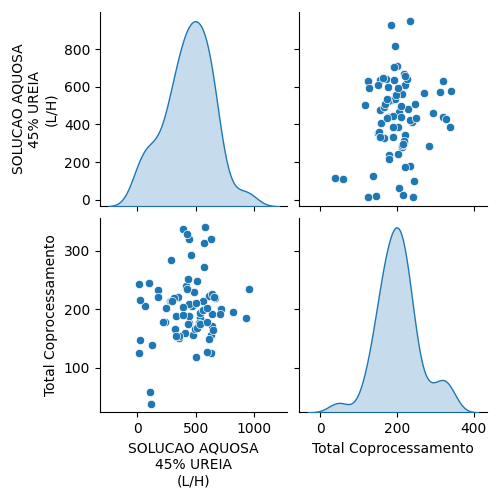 SOLUCAO AQUOSA
45% UREIA
(L/H)
800
600
400
200
0
Total Coprocessamento
300
200
100
0
500
1000
SOLUCAO AQUOSA
45% UREIA
(L/H)
0
200
400
Total Coprocessamento